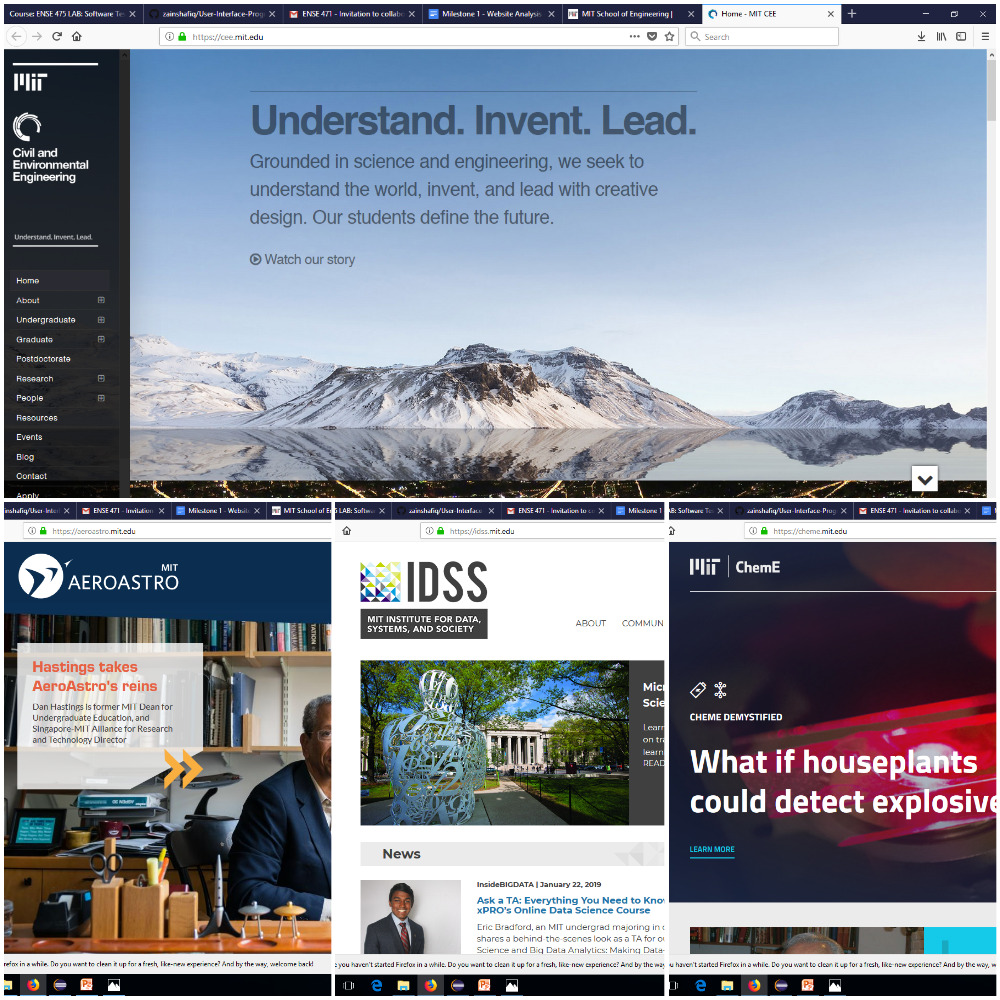 Course: ENSE 475 LAB: Software Tes
zainshafiq/User-Interface-Prog
ENSE 471 - Invitation to collab
Milestone 1 - Website Analysis
MIT School of Engineering |
Home - MIT CEE
https://cee.mit.edu
Search
MIT
Civil and
Environmental
Engineering
Understand. Invent. Lead.
Home
About
Undergraduate
Graduate
Postdoctorate
Research
People
Resources
Events
Blog
Contact
Apply
Understand. Invent. Lead.
Grounded in science and engineering, we seek to
understand the world, invent, and lead with creative
design. Our students define the future.
Watch our story
ainshafiq/User-Inte
ENSE 471 - Invitation
Milestone 1 - Websit
MIT School of En
https://aeroastro.mit.edu
MIT
AEROASTRO
Hastings takes
AeroAstro's reins
Dan Hastings is former MIT Dean for
Undergraduate Education, and
Singapore-MIT Alliance for Research
and Technology Director
refox in a while. Do you want to clean it up for a fresh, like-new experience? And by the way, welcome back!
5 LAB: Softwa
zainshafiq/User-Interface
ENSE 471 - Invitation to c
Milestone 1
https://idss.mit.edu
IDSS
MIT INSTITUTE FOR DATA,
SYSTEMS, AND SOCIETY
ABOUT
COMMUN
Micr
Scie
Learn
on tra
learn
READ
News
InsideBIGDATA | January 22, 2019
Ask a TA: Everything You Need to Know
xPRO's Online Data Science Course
Eric Bradford, an MIT undergrad majoring in c
shares a behind-the-scenes look as a TA for ou
Science and Big Data Analytics: Making Data-
you haven't started Firefox in a while. Do you want to clean it up for a fresh, like-new experience? And by the way
AB: Software Tes
zainshafiq/User-Interface-Prog
ENSE 471 - Invitation to collab
https://cheme.mit.edu
MIT
ChemE
CHEME DEMYSTIFIED
What if houseplants
could detect explosive
LEARN MORE
u haven't started Firefox in a while. Do you want to clean it up for a fresh, like-new experience? And by the way, w